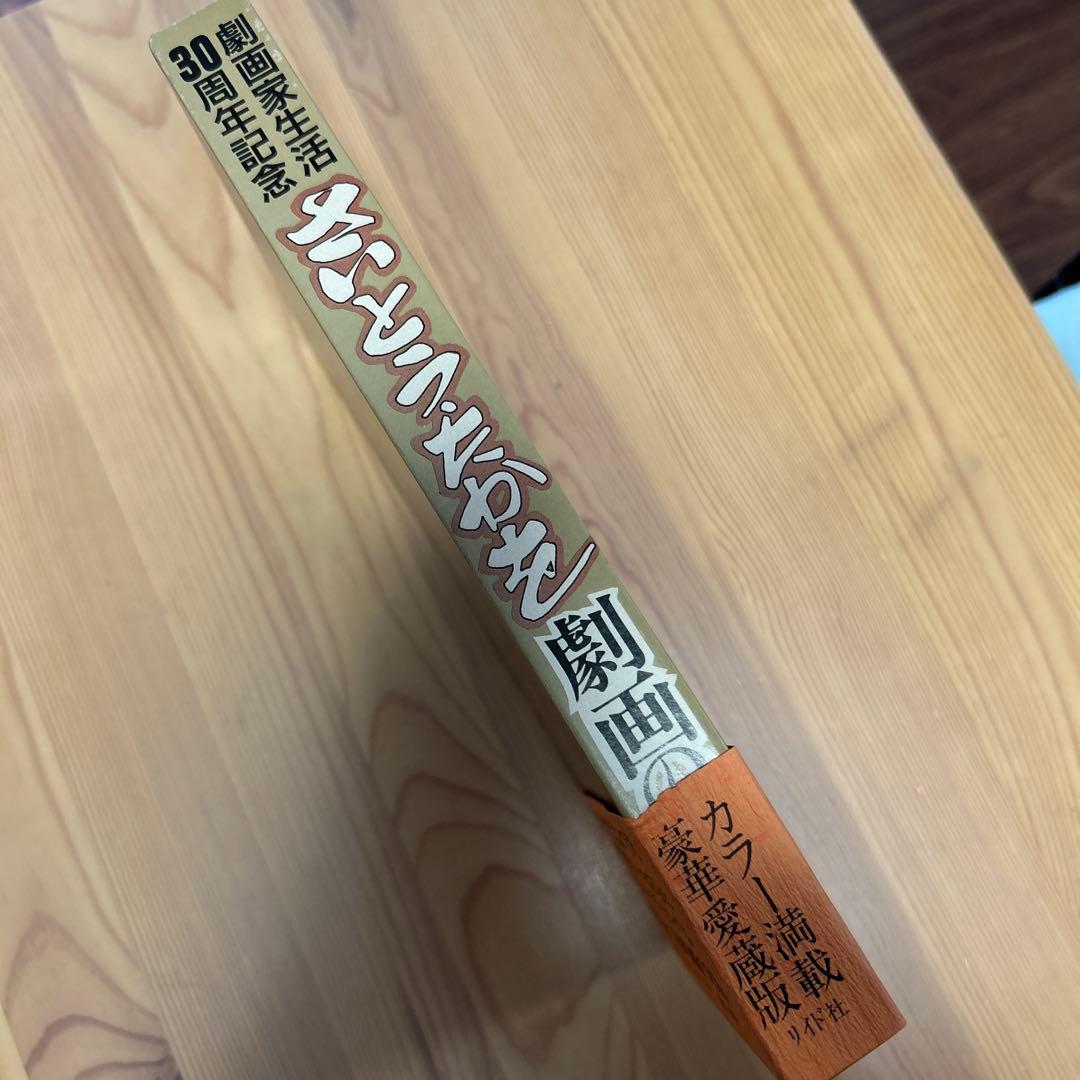 劇画家生活
30周年記念
さいとう・たかを
劇画の
カラー満載
豪華愛蔵版
リイド社